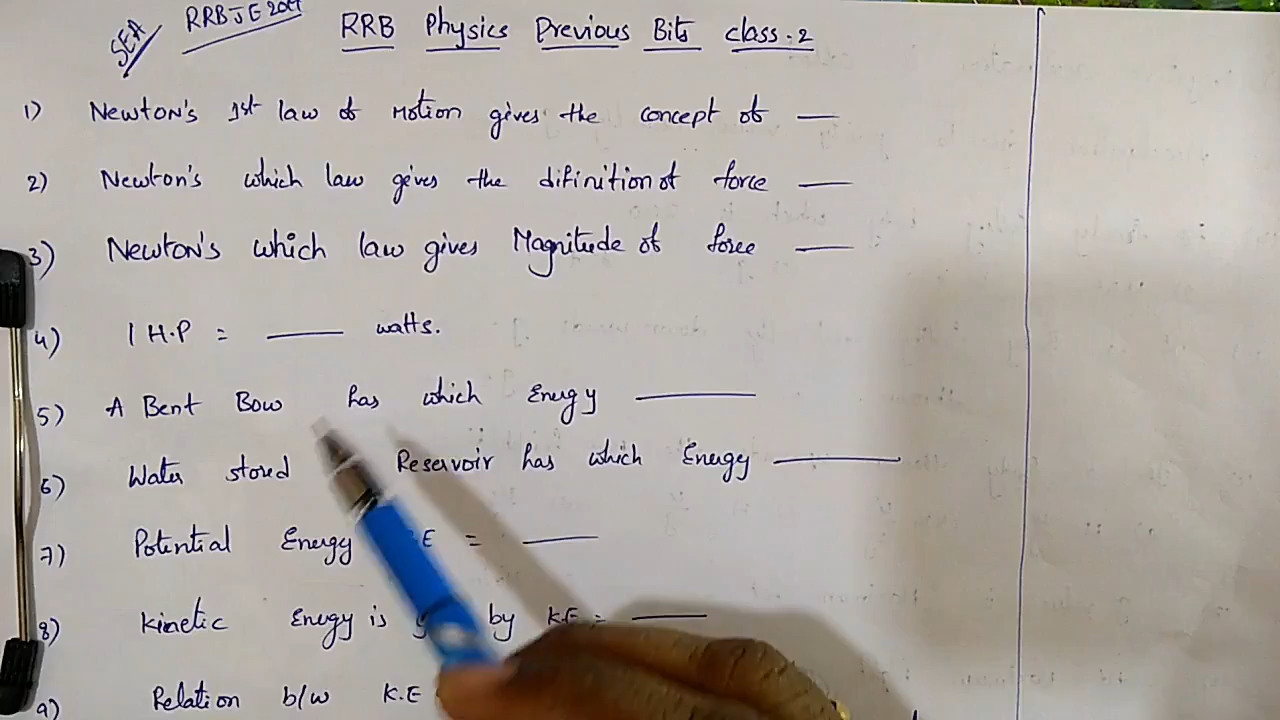 SEA RRB JE 2019 RRB Physics Previous Bits class-2
1) Newton's 1st law of Motion gives the concept of —
2) Newton's which law gives the difinition of force —
3) Newton's which law gives Magnitude of force —
4) 1 H.P = — watts.
5) A Bent Bow has which Energy —
6) Water stored Reservoir has which Energy —
7) Potential Energy = —
8) Kinetic Energy is by K.E = —
9) Relation b/w K.E